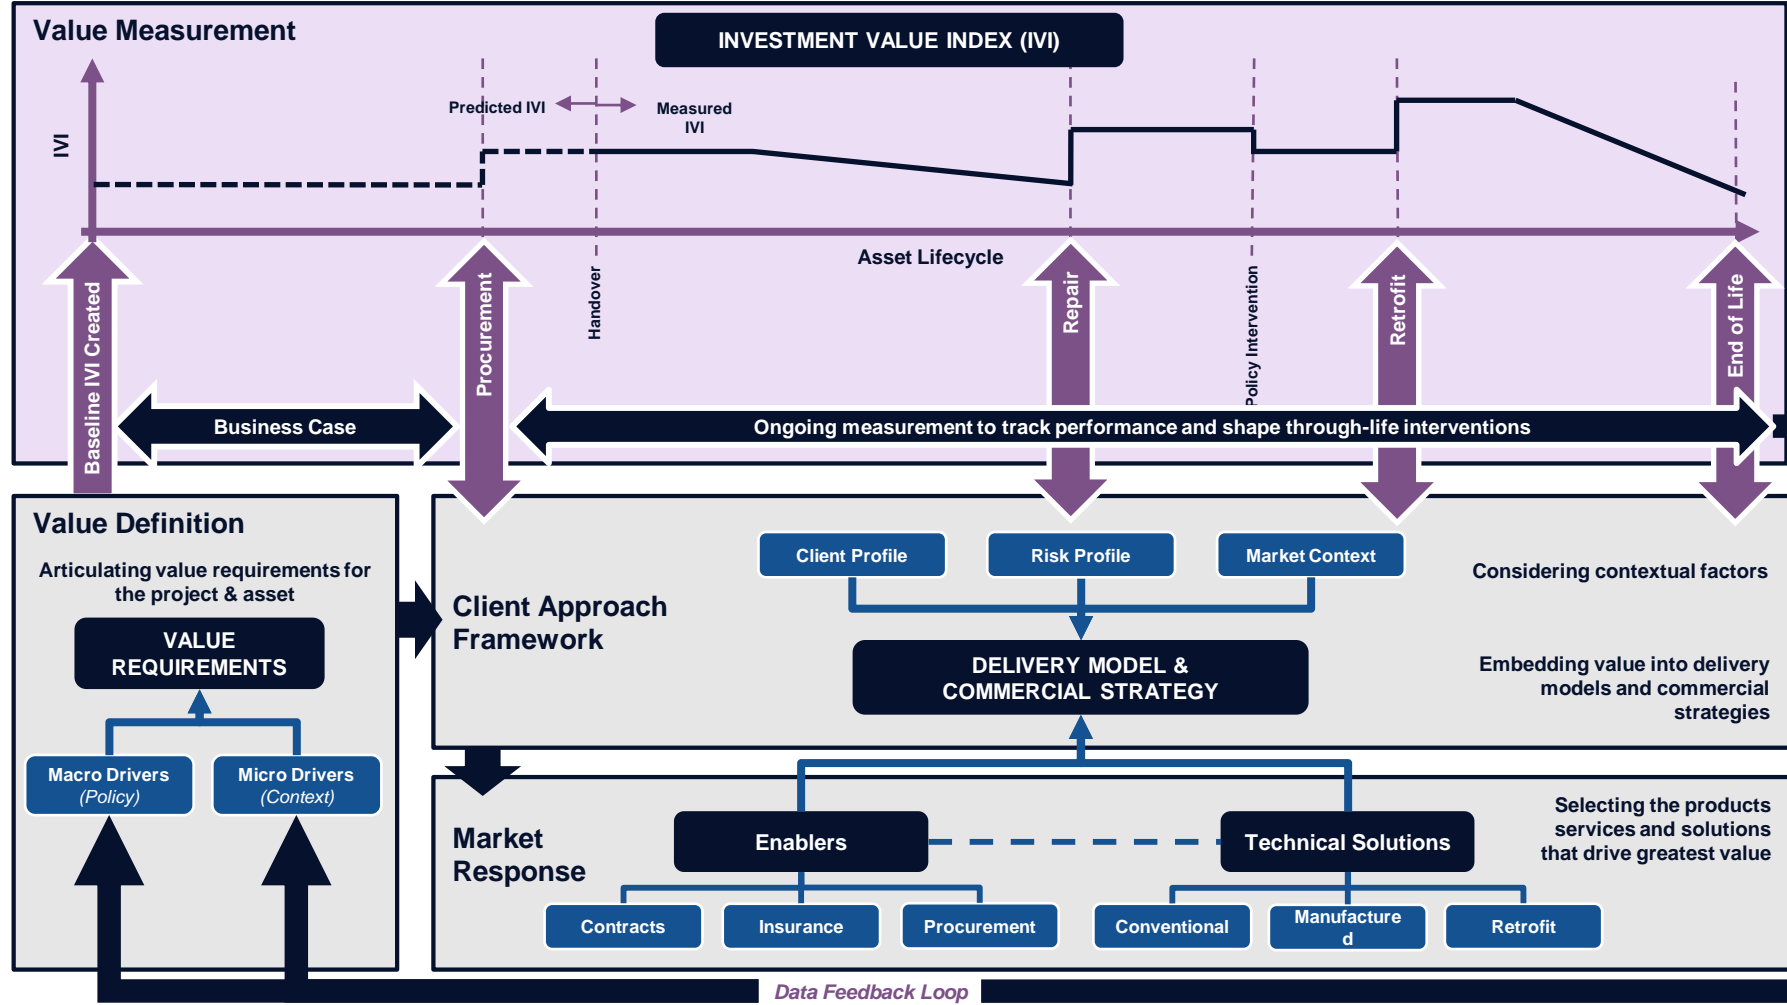 Value Measurement
INVESTMENT VALUE INDEX (IVI)
Predicted IVI
Measured
IVI
IVI
Asset Lifecycle
Baseline IVI Created
Procurement
Handover
Repair
Policy Intervention
Retrofit
End of Life
Business Case
Ongoing measurement to track performance and shape through-life interventions
Value Definition
Articulating value requirements for
the project & asset
VALUE
REQUIREMENTS
Macro Drivers
(Policy)
Micro Drivers
(Context)
Client Approach
Framework
Client Profile
Risk Profile
Market Context
Considering contextual factors
DELIVERY MODEL &
COMMERCIAL STRATEGY
Embedding value into delivery
models and commercial
strategies
Market
Response
Enablers
Technical Solutions
Selecting the products
services and solutions
that drive greatest value
Contracts
Insurance
Procurement
Conventional
Manufacture
d
Retrofit
Data Feedback Loop